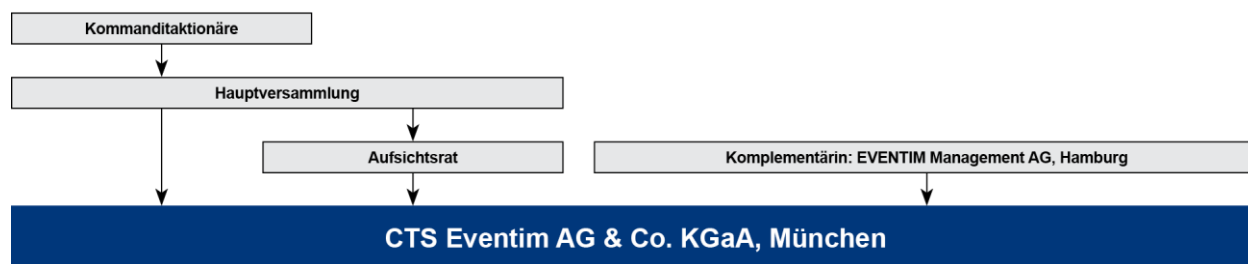 Kommanditaktionäre
Hauptversammlung
Aufsichtsrat
Komplementärin: EVENTIM Management AG, Hamburg
CTS Eventim AG & Co. KGaA, München